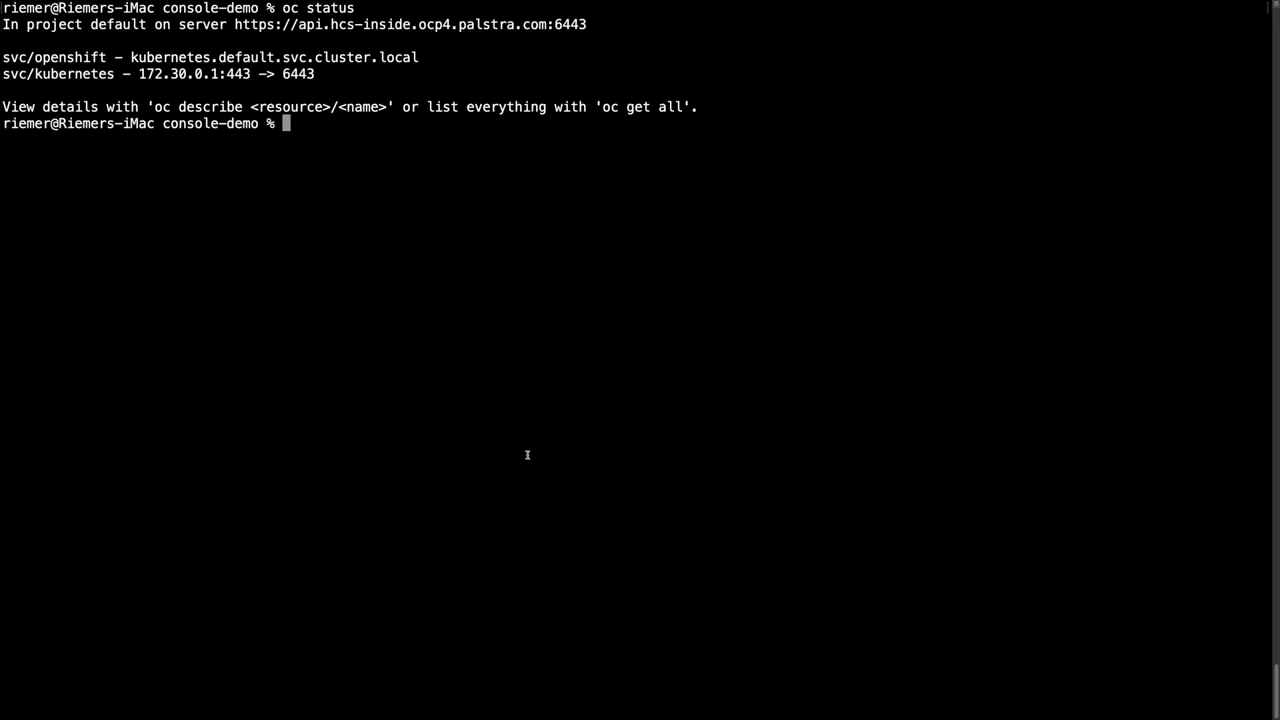 riemer@Riemers-iMac console-demo % oc status
In project default on server https://api.hcs-inside.ocp4.palstra.com:6443
svc/openshift - kubernetes.default.svc.cluster.local
svc/kubernetes - 172.30.0.1:443 -> 6443
View details with 'oc describe <resource>/<name>' or list everything with 'oc get all'.
riemer@Riemers-iMac console-demo %